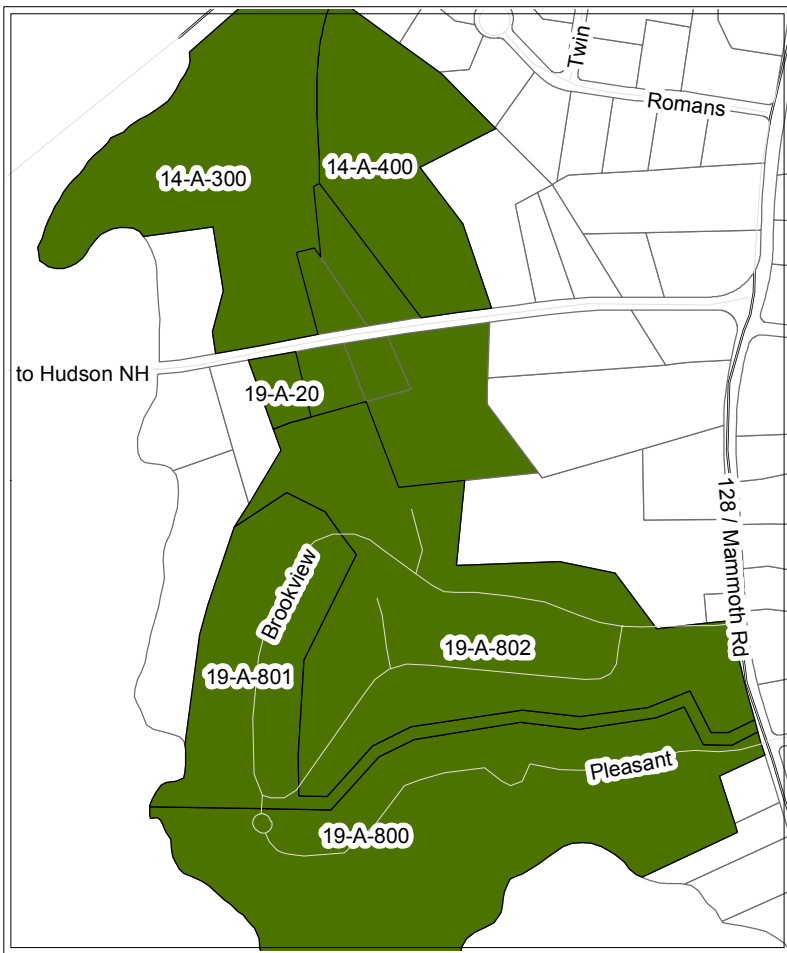 Twin
Romans
14-A-300
14-A-400
to Hudson NH
19-A-20
128 / Mammoth Rd
Brookview
19-A-802
19-A-801
Pleasant
19-A-800